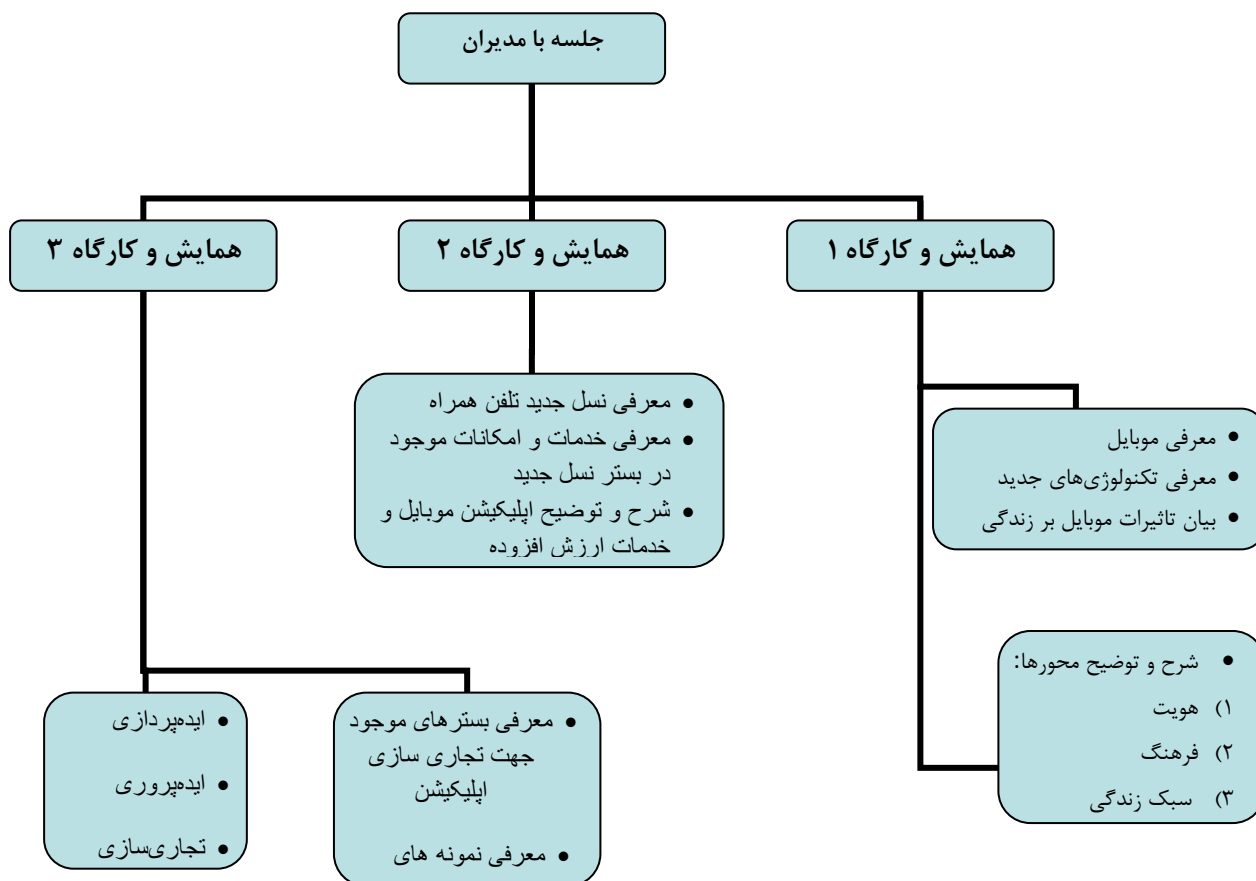 جلسه با مدیران
همایش و کارگاه ۱
همایش و کارگاه ۲
همایش و کارگاه ۳
• معرفی موبایل
• معرفی تکنولوژی‌های جدید
• بیان تاثیرات موبایل بر زندگی
• شرح و توضیح محورها:
۱) هویت
۲) فرهنگ
۳) سبک زندگی
• معرفی نسل جدید تلفن همراه
• معرفی خدمات و امکانات موجود
در بستر نسل جدید
• شرح و توضیح اپلیکیشن موبایل و
خدمات ارزش افزوده
• معرفی بسترهای موجود
جهت تجاری سازی
اپلیکیشن
• معرفی نمونه های
• ایده‌پردازی
• ایده‌پروری
• تجاری‌سازی